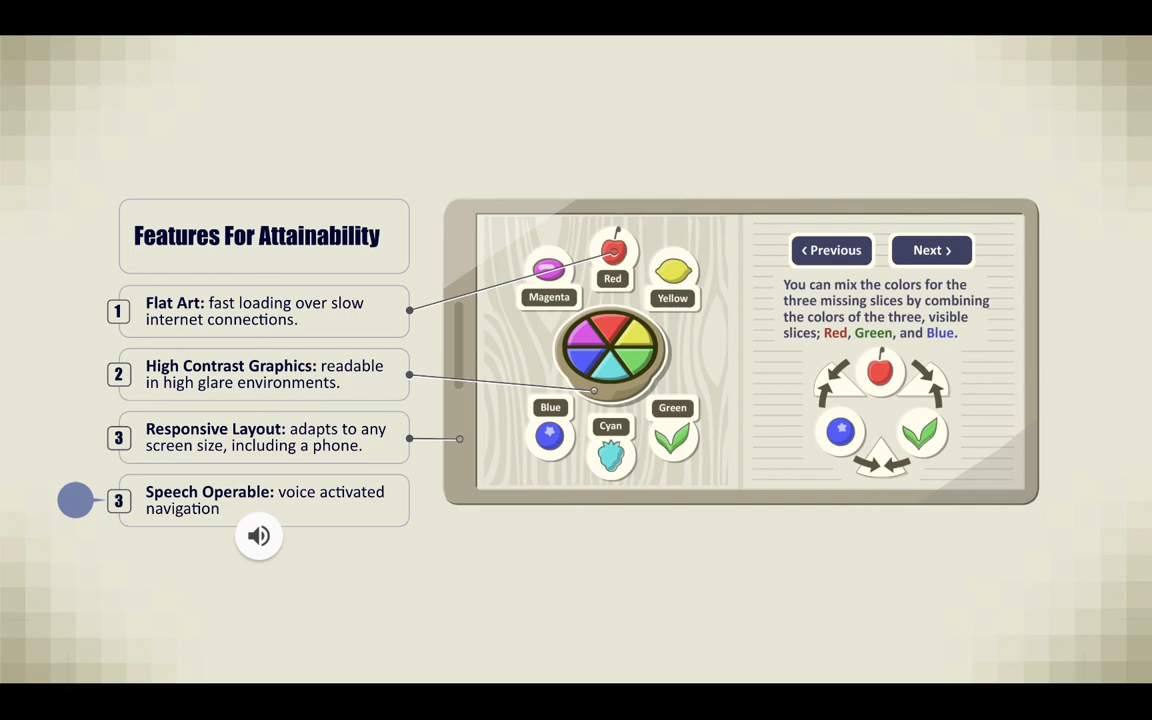 Features For Attainability
1
Flat Art: fast loading over slow
internet connections.
2
High Contrast Graphics: readable
in high glare environments.
3
Responsive Layout: adapts to any
screen size, including a phone.
3
Speech Operable: voice activated
navigation
Magenta
Red
Yellow
Blue
Cyan
Green
‹ Previous
Next ›
You can mix the colors for the
three missing slices by combining
the colors of the three, visible
slices; Red, Green, and Blue.